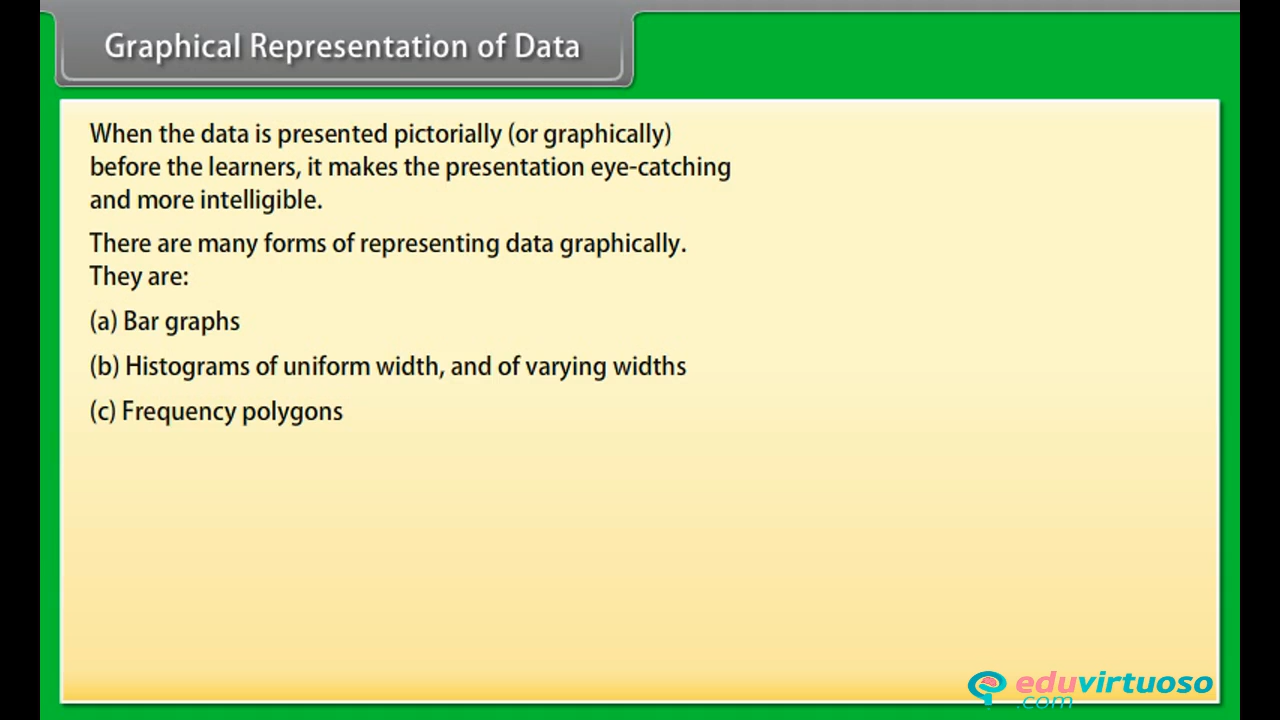 Graphical Representation of Data
When the data is presented pictorially (or graphically)
before the learners, it makes the presentation eye-catching
and more intelligible.
There are many forms of representing data graphically.
They are:
(a) Bar graphs
(b) Histograms of uniform width, and of varying widths
(c) Frequency polygons
eduvirtuoso
.com